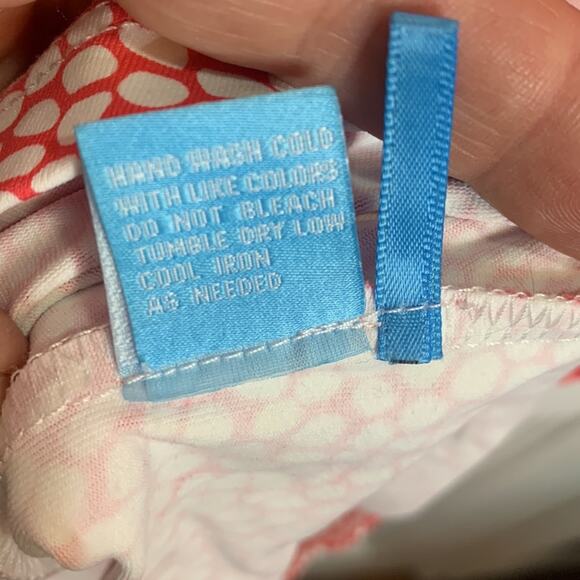 HAND WASH COLD
WITH LIKE COLORS
DO NOT BLEACH
TUMBLE DRY LOW
COOL IRON
AS NEEDED